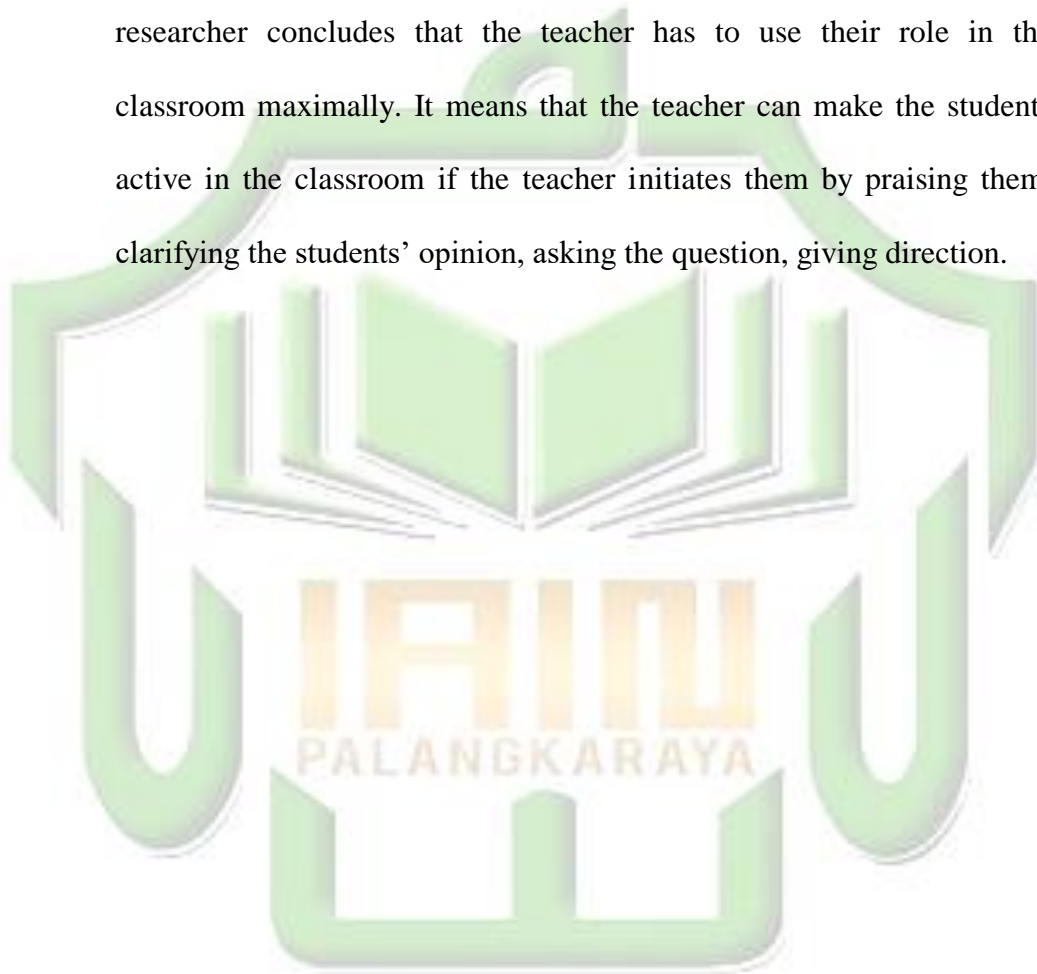 researcher concludes that the teacher has to use their role in th
classroom maximally. It means that the teacher can make the student
active in the classroom if the teacher initiates them by praising them
clarifying the students’ opinion, asking the question, giving direction.
IAIN
PALANGKARAYA